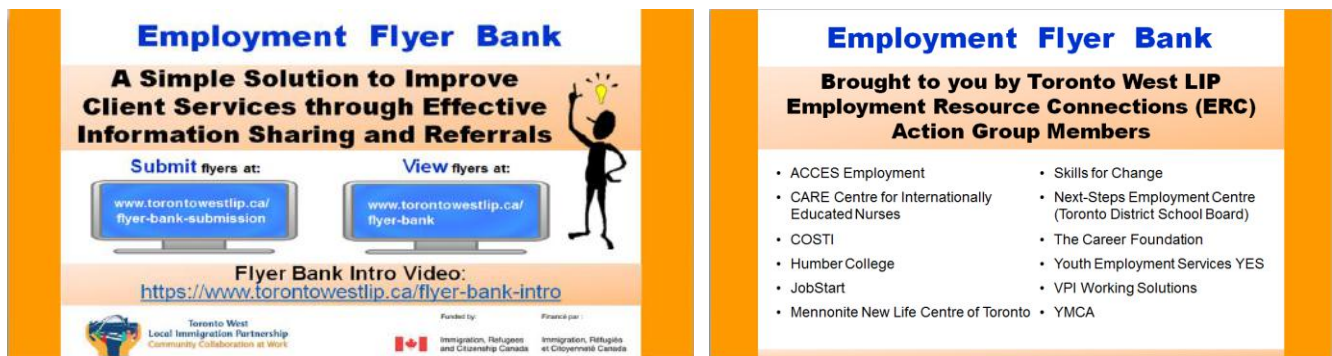 Employment Flyer Bank
A Simple Solution to Improve
Client Services through Effective
Information Sharing and Referrals
Submit flyers at:
www.torontowestlip.ca/
flyer-bank-submission
View flyers at:
www.torontowestlip.ca/
flyer-bank
Flyer Bank Intro Video:
https://www.torontowestlip.ca/flyer-bank-intro
Toronto West
Local Immigration Partnership
Community Collaboration at Work
Funded by:
Immigration, Refugees
and Citizenship Canada
Financé par :
Immigration, Réfugiés
et Citoyenneté Canada
Employment Flyer Bank
Brought to you by Toronto West LIP
Employment Resource Connections (ERC)
Action Group Members
• ACCES Employment
• CARE Centre for Internationally
Educated Nurses
• COSTI
• Humber College
• JobStart
• Mennonite New Life Centre of Toronto
• Skills for Change
• Next-Steps Employment Centre
(Toronto District School Board)
• The Career Foundation
• Youth Employment Services YES
• VPI Working Solutions
• YMCA